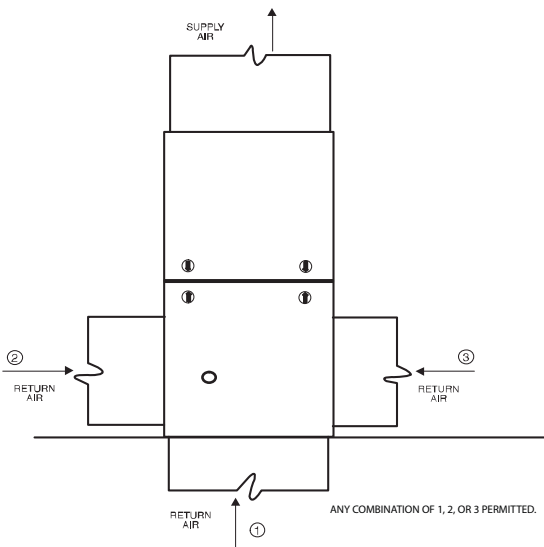 SUPPLY
AIR
②
RETURN
AIR
③
RETURN
AIR
RETURN
AIR
①
ANY COMBINATION OF 1, 2, OR 3 PERMITTED.